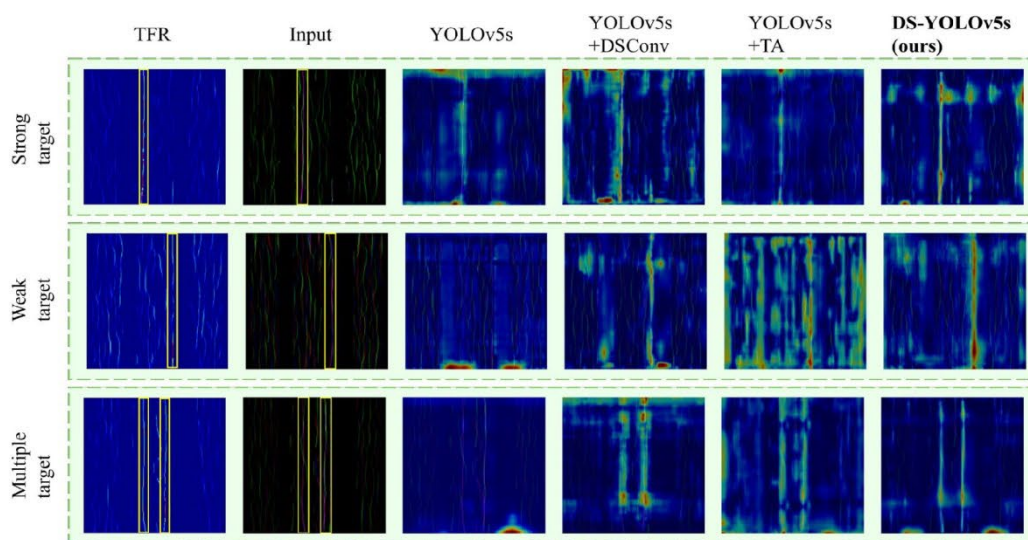 TFR
Input
YOLOv5s
YOLOv5s
+DSConv
YOLOv5s
+TA
DS-YOLOv5s
(ours)
Strong
target
Weak
target
Multiple
target